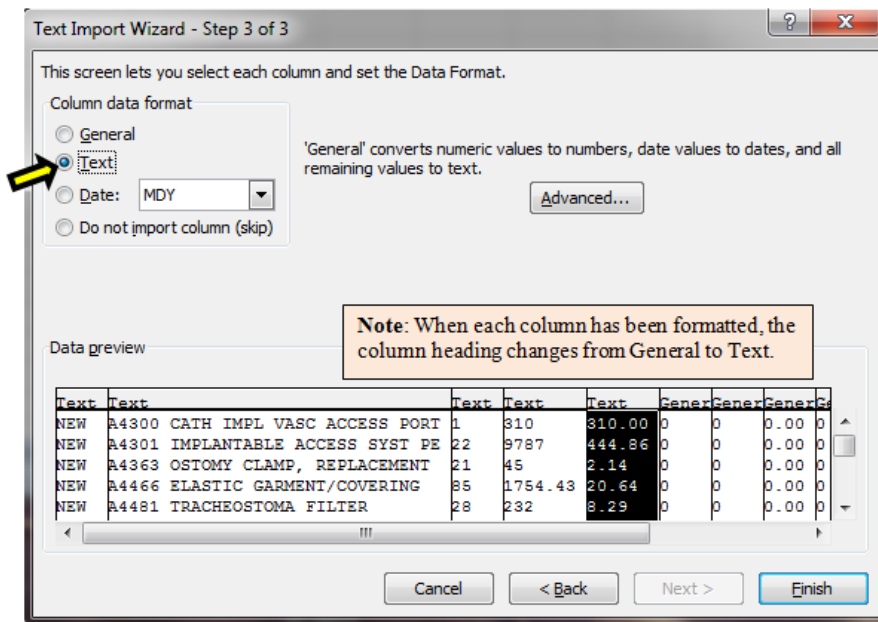 Text Import Wizard - Step 3 of 3
?
X
This screen lets you select each column and set the Data Format.
Column data format
General
Text
Date: MDY
Do not import column (skip)
'General' converts numeric values to numbers, date values to dates, and all
remaining values to text.
Advanced...
Note: When each column has been formatted, the
column heading changes from General to Text.
Data preview
Text Text Text Text Text Gener Gener Gener Ge
NEW A4300 CATH IMPL VASC ACCESS PORT 1 310 310.00 0 0 0.00 0
NEW A4301 IMPLANTABLE ACCESS SYST PE 22 9787 444.86 0 0 0.00 0
NEW A4363 OSTOMY CLAMP, REPLACEMENT 21 45 2.14 0 0 0.00 0
NEW A4466 ELASTIC GARMENT/COVERING 85 1754.43 20.64 0 0 0.00 0
NEW A4481 TRACHEOSTOMA FILTER 28 232 8.29 0 0 0.00 0
Cancel
< Back
Next >
Finish